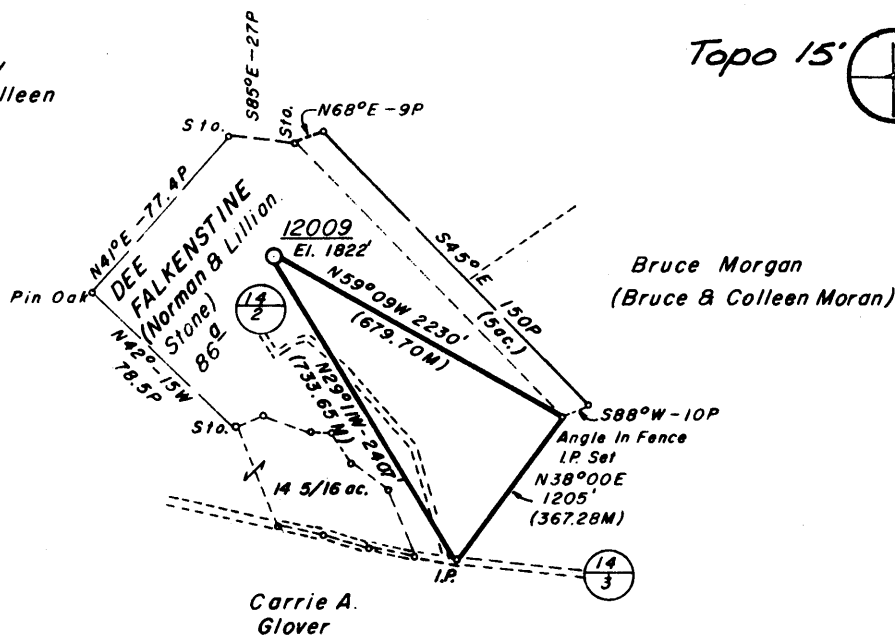 Topo 15'
y
lleen
S85°E-27P
N68°E-9P
Sto.
Sto.
N41°E-77.4P
DEE
FALKENSTINE
(Norman & Lillian
Stone)
86a
12009
El. 1822'
S45°E 150P
(5ac.)
N59°09W 2230'
(679.70M)
Bruce Morgan
(Bruce & Colleen Moran)
Pin Oak
14
2
N42°-15W
78.5P
N29°11W-2407'
(733.65M)
S88°W-10P
Angle In Fence
I.P. Set
N38°00E
1205'
(367.28M)
Sto.
14 5/16 ac.
I.P.
14
3
Carrie A.
Glover